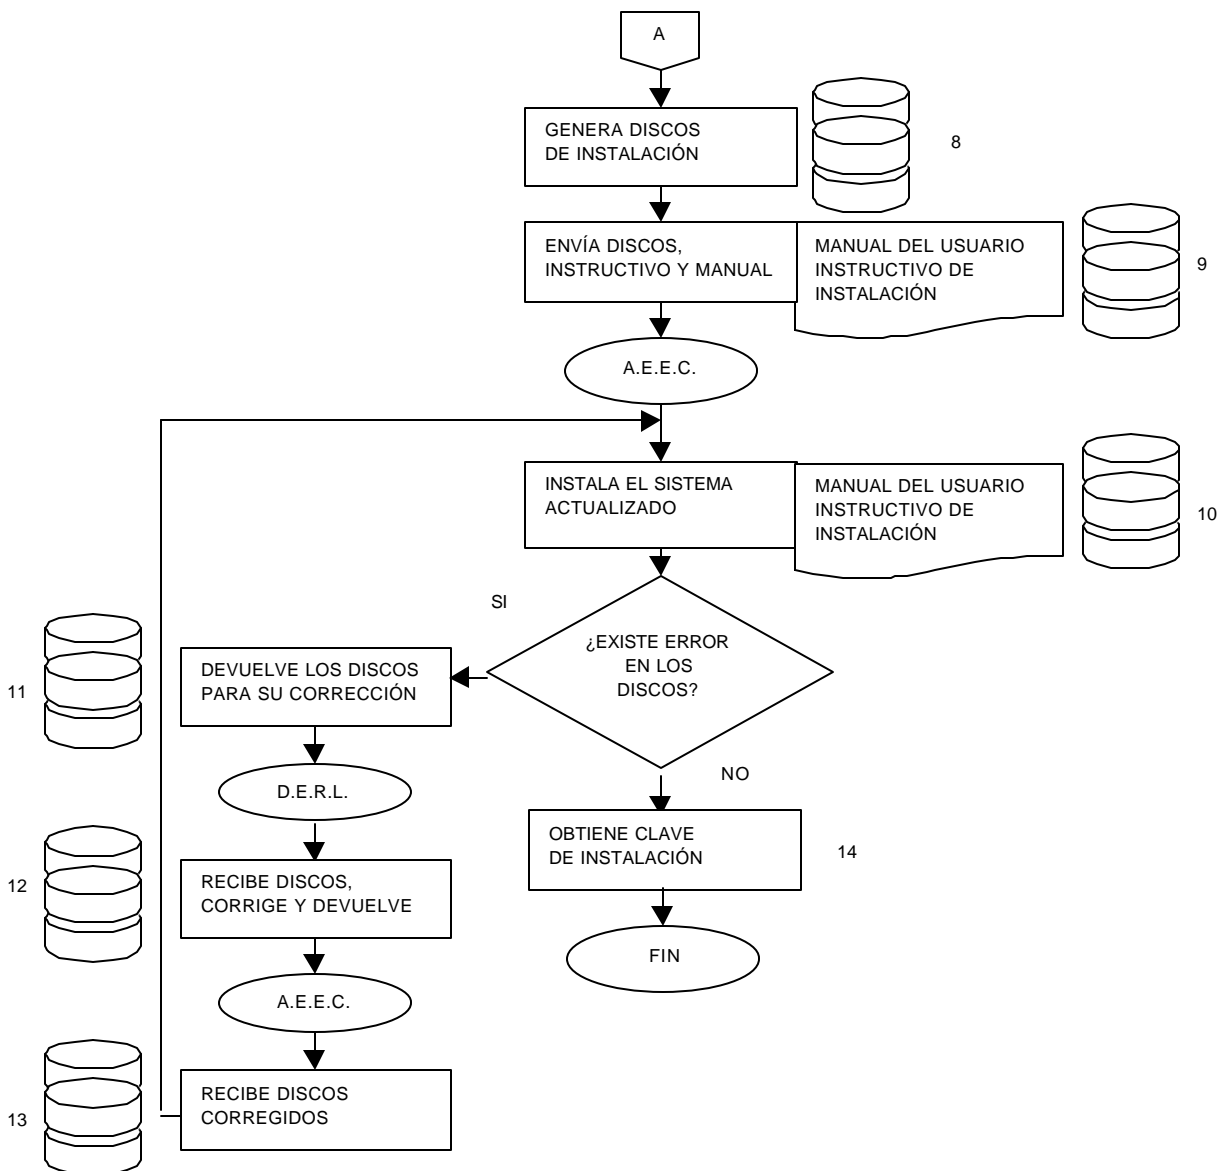 A
GENERA DISCOS
DE INSTALACIÓN
8
ENVÍA DISCOS,
INSTRUCTIVO Y MANUAL
MANUAL DEL USUARIO
INSTRUCTIVO DE
INSTALACIÓN
9
A.E.E.C.
INSTALA EL SISTEMA
ACTUALIZADO
MANUAL DEL USUARIO
INSTRUCTIVO DE
INSTALACIÓN
10
SI
¿EXISTE ERROR
EN LOS
DISCOS?
DEVUELVE LOS DISCOS
PARA SU CORRECCIÓN
11
D.E.R.L.
NO
OBTIENE CLAVE
DE INSTALACIÓN
14
RECIBE DISCOS,
CORRIGE Y DEVUELVE
12
FIN
A.E.E.C.
RECIBE DISCOS
CORREGIDOS
13